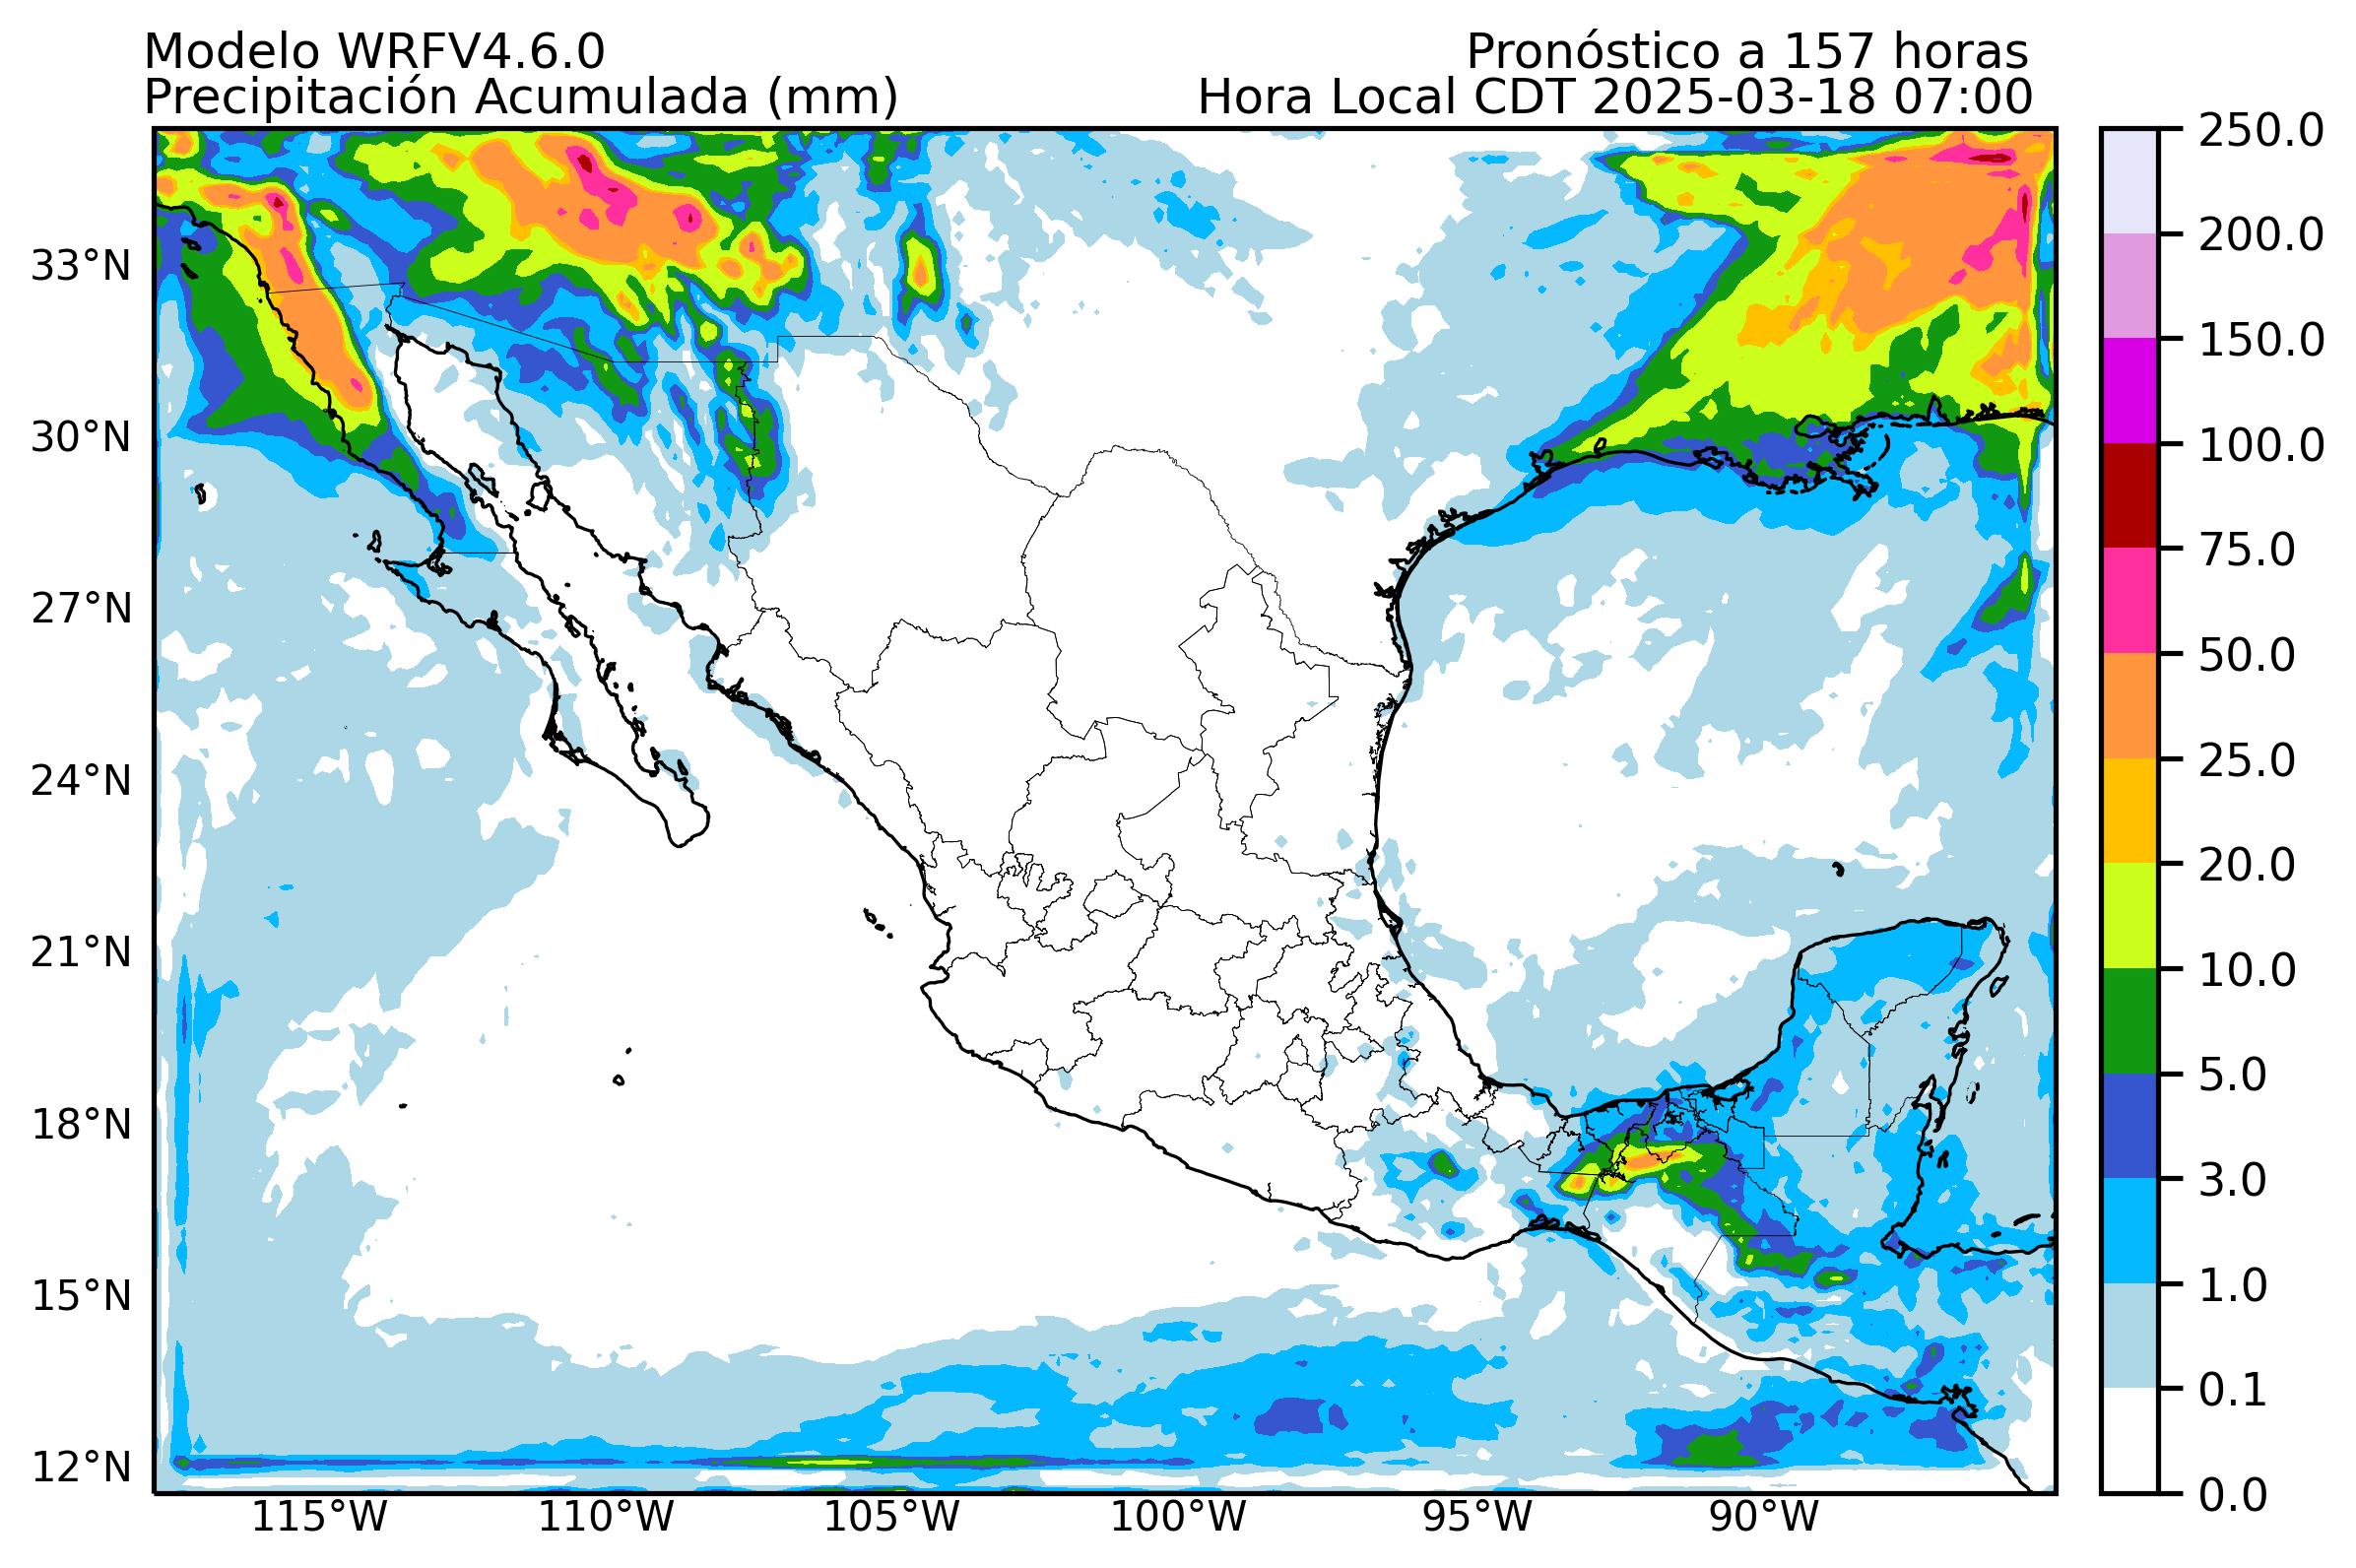 Modelo WRFV4.6.0
Pronóstico a 157 horas
Precipitación Acumulada (mm)
Hora Local CDT 2025-03-18 07:00
33°N
30°N
27°N
24°N
21°N
18°N
15°N
12°N
115°W
110°W
105°W
100°W
95°W
90°W
250.0
200.0
150.0
100.0
75.0
50.0
25.0
20.0
10.0
5.0
3.0
1.0
0.1
0.0